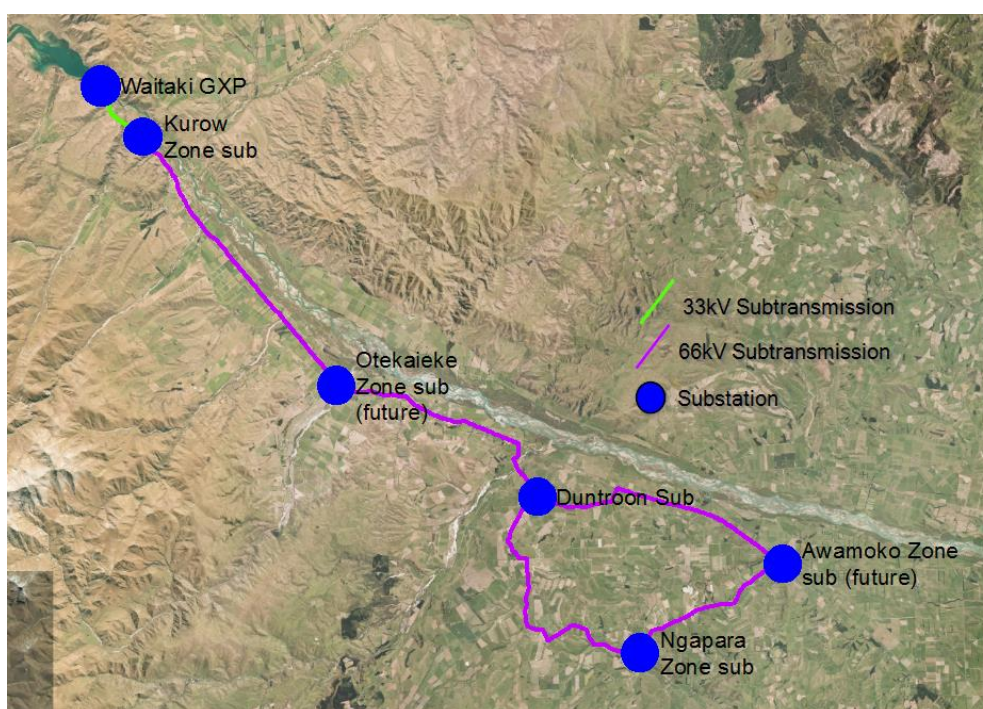 Waitaki GXP
Kurow
Zone sub
33kV Subtransmission
66kV Subtransmission
Substation
Otekaieke
Zone sub
(future)
Duntroon Sub
Awamoko Zone
sub (future)
Ngapara
Zone sub